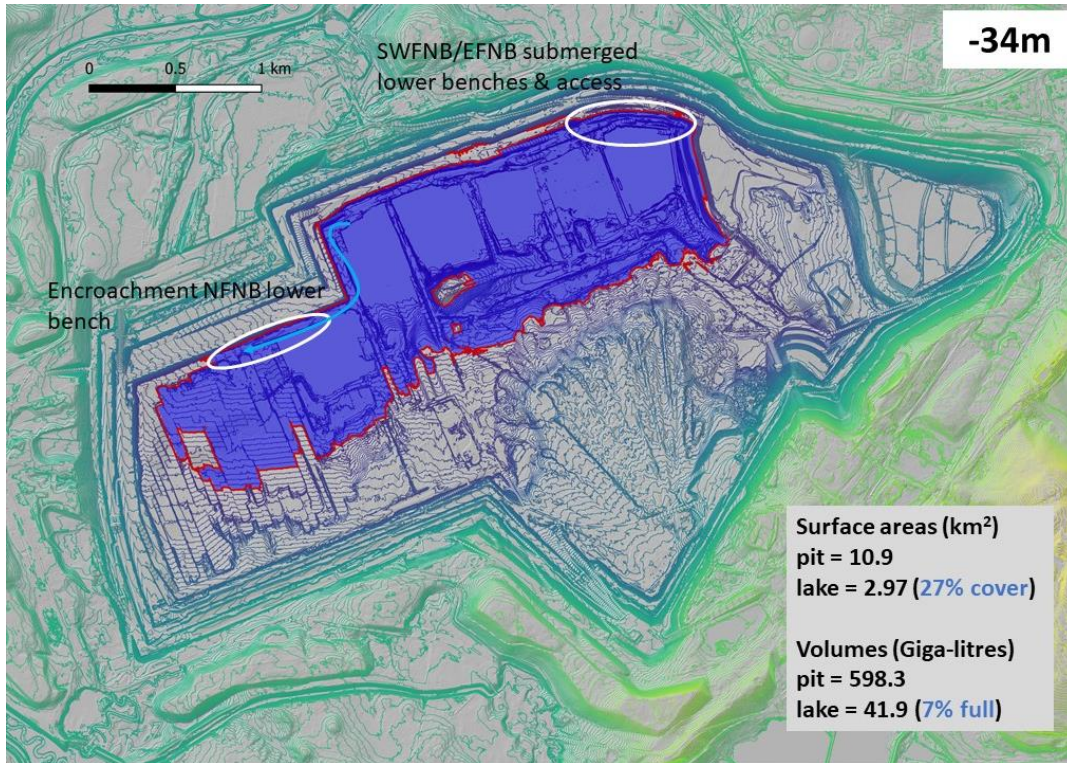 -34m
SWFNB/EFNB submerged
lower benches & access
0 0.5 1 km
Encroachment NFNB lower
bench
Surface areas (km²)
pit = 10.9
lake = 2.97 (27% cover)
Volumes (Giga-litres)
pit = 598.3
lake = 41.9 (7% full)